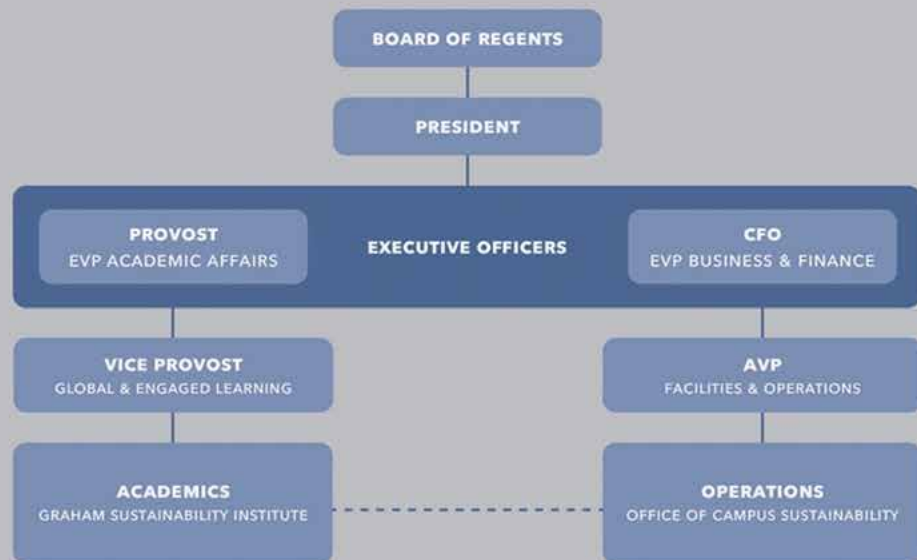 BOARD OF REGENTS
PRESIDENT
EXECUTIVE OFFICERS
PROVOST
EVP ACADEMIC AFFAIRS
CFO
EVP BUSINESS & FINANCE
VICE PROVOST
GLOBAL & ENGAGED LEARNING
AVP
FACILITIES & OPERATIONS
ACADEMICS
GRAHAM SUSTAINABILITY INSTITUTE
OPERATIONS
OFFICE OF CAMPUS SUSTAINABILITY